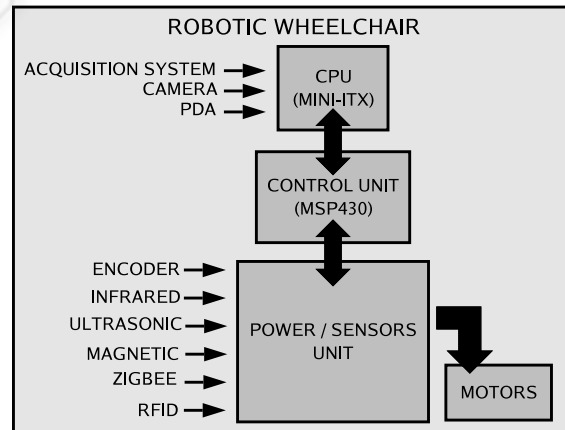 ROBOTIC WHEELCHAIR
ACQUISITION SYSTEM
CAMERA
PDA
CPU
(MINI-ITX)
CONTROL UNIT
(MSP430)
ENCODER
INFRARED
ULTRASONIC
MAGNETIC
ZIGBEE
RFID
POWER / SENSORS
UNIT
MOTORS